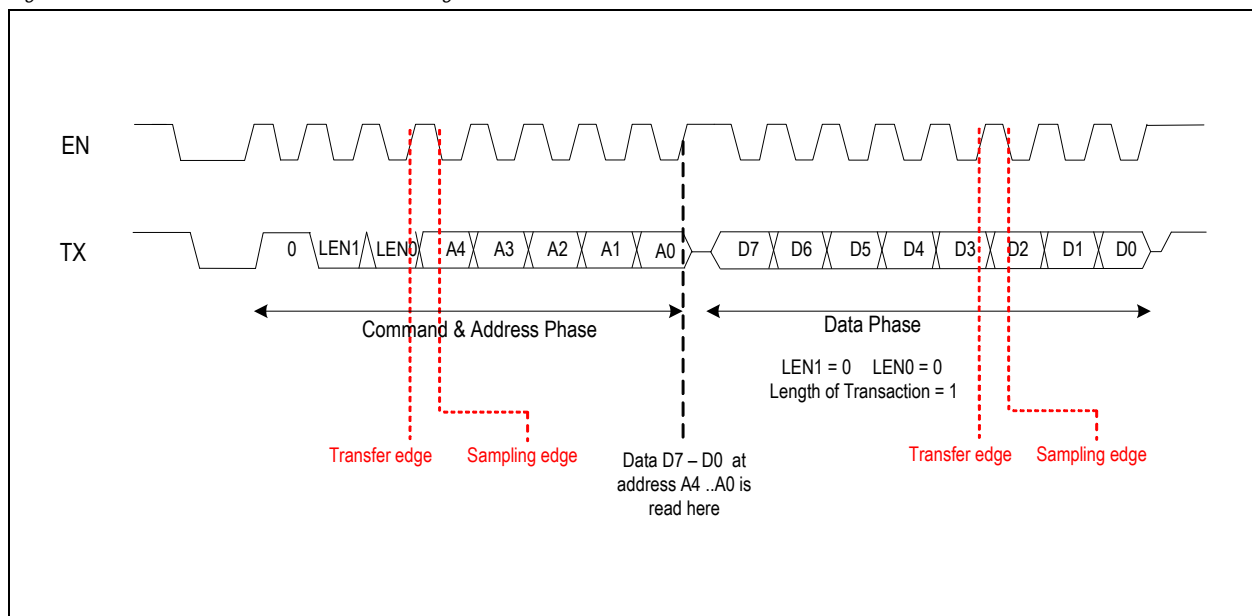 EN
TX
0 LEN1 LEN0 A4 A3 A2 A1 A0 D7 D6 D5 D4 D3 D2 D1 D0
Command & Address Phase
Data Phase
LEN1 = 0 LEN0 = 0
Length of Transaction = 1
Transfer edge
Sampling edge
Data D7 – D0 at
address A4 ..A0 is
read here
Transfer edge
Sampling edge